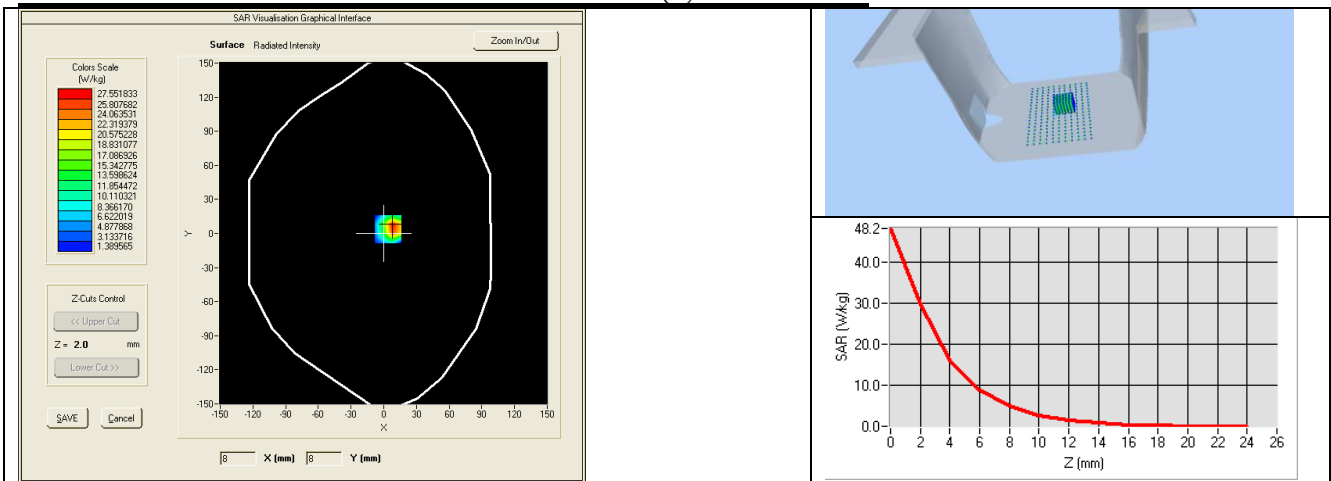 SAR Visualisation Graphical Interface
Surface Radiated Intensity
Zoom In/Out
Colors Scale
(W/kg)
27.551833
25.807682
24.063531
22.319379
20.575228
18.831077
17.086926
15.342775
13.598624
11.854472
10.110321
8.366170
6.622019
4.877868
3.133716
1.389565
150
120
90
60
30
0
-30
-60
-90
-120
-150
Y
-150 -120 -90 -60 -30 0 30 60 90 120 150
X
Z-Cuts Control
<< Upper Cut
Z = 2.0 mm
Lower Cut >>
SAVE Cancel
8 X (mm) 8 Y (mm)
48.2
40.0
30.0
20.0
10.0
0.0
SAR (W/kg)
0 2 4 6 8 10 12 14 16 18 20 22 24 26
Z (mm)